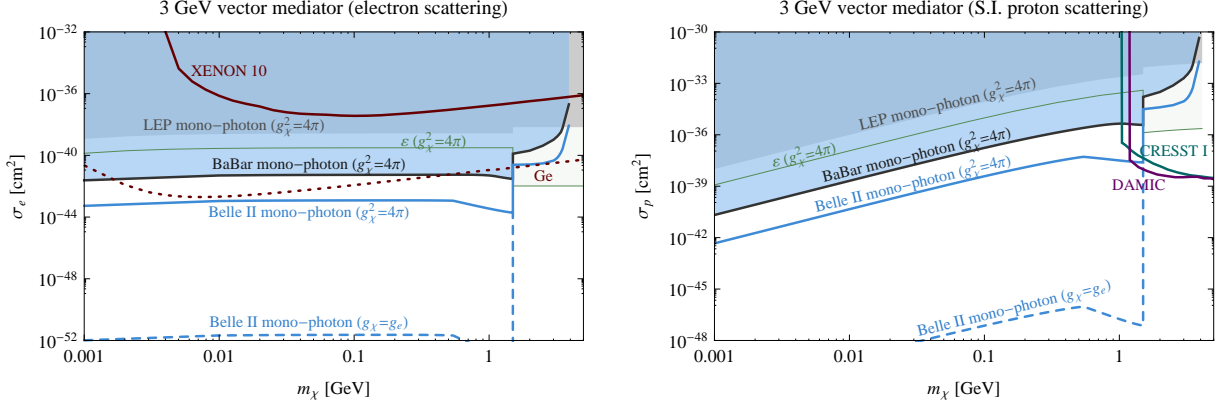 3 GeV vector mediator (electron scattering)
10^−32
10^−36
10^−40
10^−44
10^−48
10^−52
σ_e [cm^2]
XENON 10
LEP mono−photon (g_χ^2=4π)
ε (g_χ^2=4π)
BaBar mono−photon (g_χ^2=4π)
Ge
Belle II mono−photon (g_χ^2=4π)
Belle II mono−photon (g_χ=g_e)
0.001 0.01 0.1 1
m_χ [GeV]
3 GeV vector mediator (S.I. proton scattering)
10^−30
10^−33
10^−36
10^−39
10^−42
10^−45
10^−48
σ_p [cm^2]
LEP mono−photon (g_χ^2=4π)
ε (g_χ^2=4π)
BaBar mono−photon (g_χ^2=4π)
CRESST I
DAMIC
Belle II mono−photon (g_χ^2=4π)
Belle II mono−photon (g_χ=g_e)
0.001 0.01 0.1 1
m_χ [GeV]